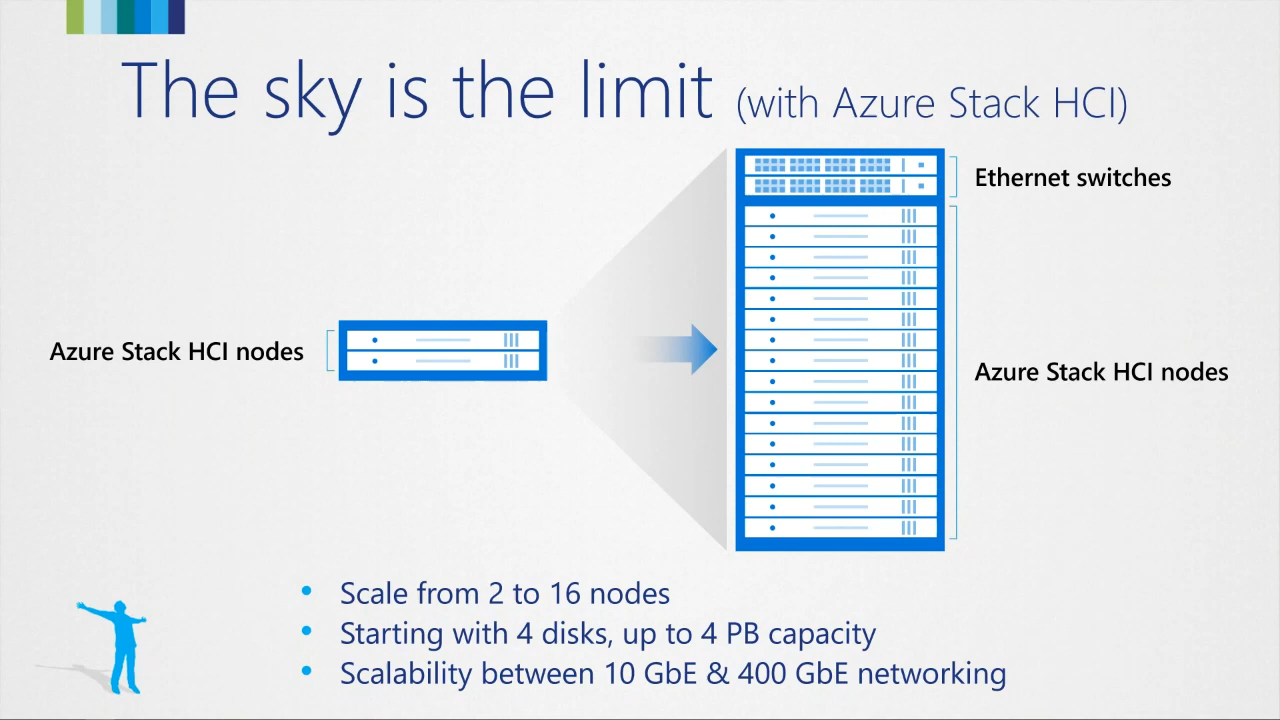 The sky is the limit (with Azure Stack HCI)
Ethernet switches
Azure Stack HCI nodes
Azure Stack HCI nodes
• Scale from 2 to 16 nodes
• Starting with 4 disks, up to 4 PB capacity
• Scalability between 10 GbE & 400 GbE networking